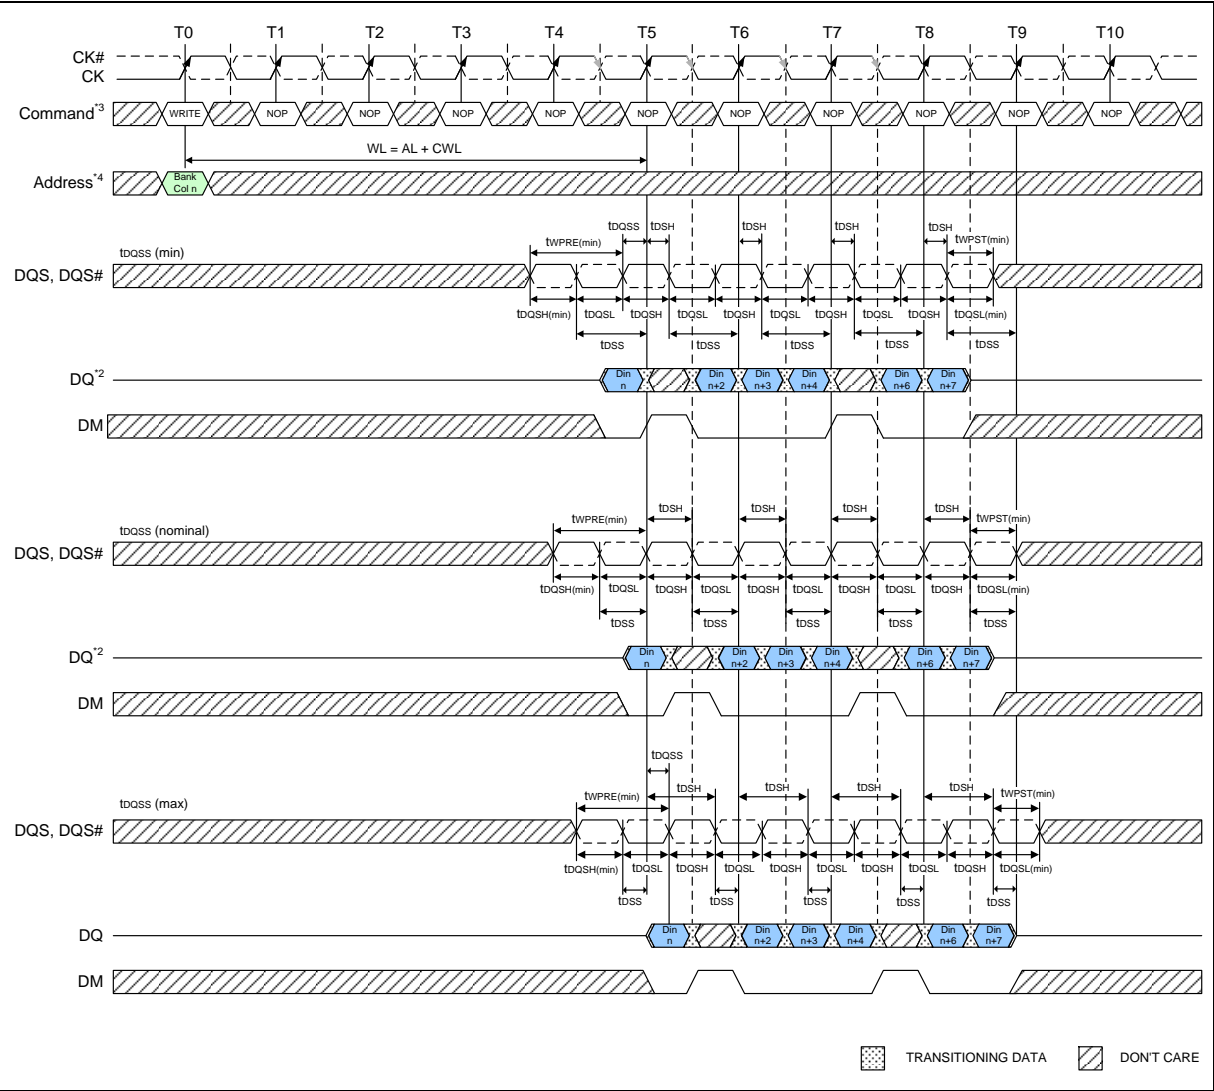 T0 T1 T2 T3 T4 T5 T6 T7 T8 T9 T10
CK#
CK
Command*3 WRITE NOP NOP NOP NOP NOP NOP NOP NOP NOP NOP
WL = AL + CWL
Address*4 Bank
Col n
tDQSS tDSH tDSH tDSH tDSH
tDQSS (min) tWPRE(min) tWPST(min)
DQS, DQS#
tDQSH(min) tDQSL tDQSH tDQSL tDQSH tDQSL tDQSH tDQSL tDQSH tDQSL(min)
tDSS tDSS tDSS tDSS tDSS
DQ*2 Din Din Din Din Din Din
n n+2 n+3 n+4 n+6 n+7
DM
tDSH tDSH tDSH tDSH
tDQSS (nominal) tWPRE(min) tWPST(min)
DQS, DQS#
tDQSH(min) tDQSL tDQSH tDQSL tDQSH tDQSL tDQSH tDQSL tDQSH tDQSL(min)
tDSS tDSS tDSS tDSS tDSS
DQ*2 Din Din Din Din Din Din
n n+2 n+3 n+4 n+6 n+7
DM
tDQSS
tDQSS (max) tWPRE(min) tDSH tDSH tDSH tDSH tWPST(min)
DQS, DQS#
tDQSH(min) tDQSL tDQSH tDQSL tDQSH tDQSL tDQSH tDQSL tDQSH tDQSL(min)
tDSS tDSS tDSS tDSS tDSS
DQ Din Din Din Din Din Din
n n+2 n+3 n+4 n+6 n+7
DM
TRANSITIONING DATA DON'T CARE